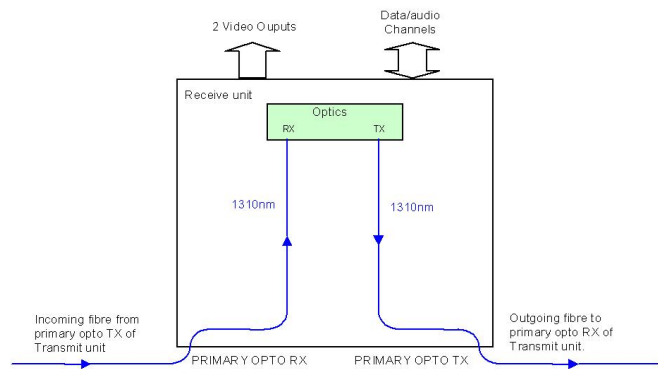 2 Video Ouputs
Data/audio
Channels
Receive unit
Optics
RX
TX
1310nm
1310nm
Incoming fibre from
primary opto TX of
Transmit unit
Outgoing fibre to
primary opto RX of
Transmit unit.
PRIMARY OPTO RX
PRIMARY OPTO TX